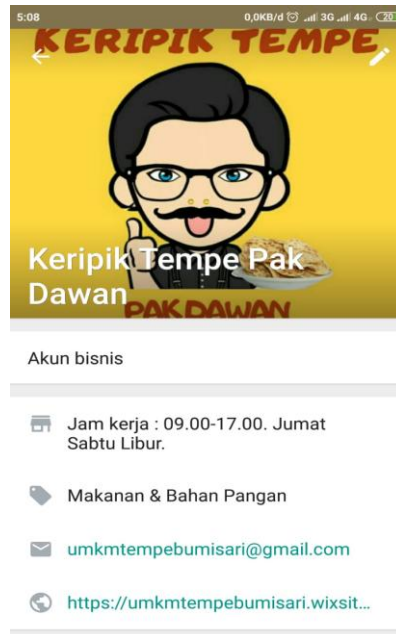 5:08 0,0KB/d 3G 4G 20
KERIPIK TEMPE
Keripik Tempe Pak
Dawan
PAK DAWAN
Akun bisnis
Jam kerja : 09.00-17.00. Jumat
Sabtu Libur.
Makanan & Bahan Pangan
umkmtempebumisari@gmail.com
https://umkmtempebumisari.wixsit...